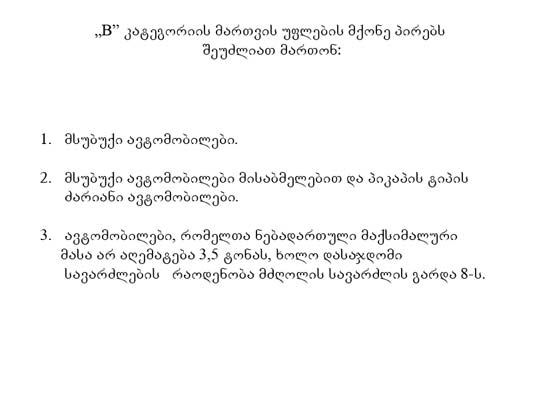 „B” კატეგორიის მართვის უფლების მქონე პირებს
შეუძლიათ მართონ:
1. მსუბუქი ავტომობილები.
2. მსუბუქი ავტომობილები მისაბმელებით და პიკაპის ტიპის
ძარიანი ავტომობილები.
3. ავტომობილები, რომელთა ნებადართული მაქსიმალური
მასა არ აღემატება 3,5 ტონას, ხოლო დასაჯდომი
სავარძლების რაოდენობა მძღოლის სავარძლის გარდა 8-ს.